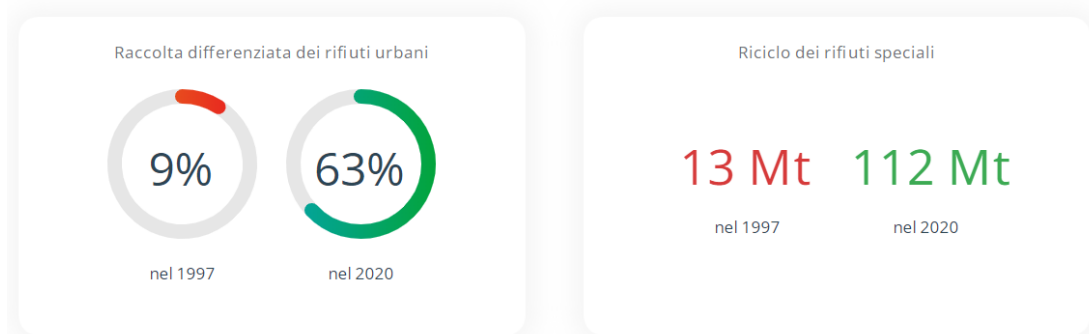 Raccolta differenziata dei rifiuti urbani
9%
63%
nel 1997
nel 2020
Riciclo dei rifiuti speciali
13 Mt
112 Mt
nel 1997
nel 2020